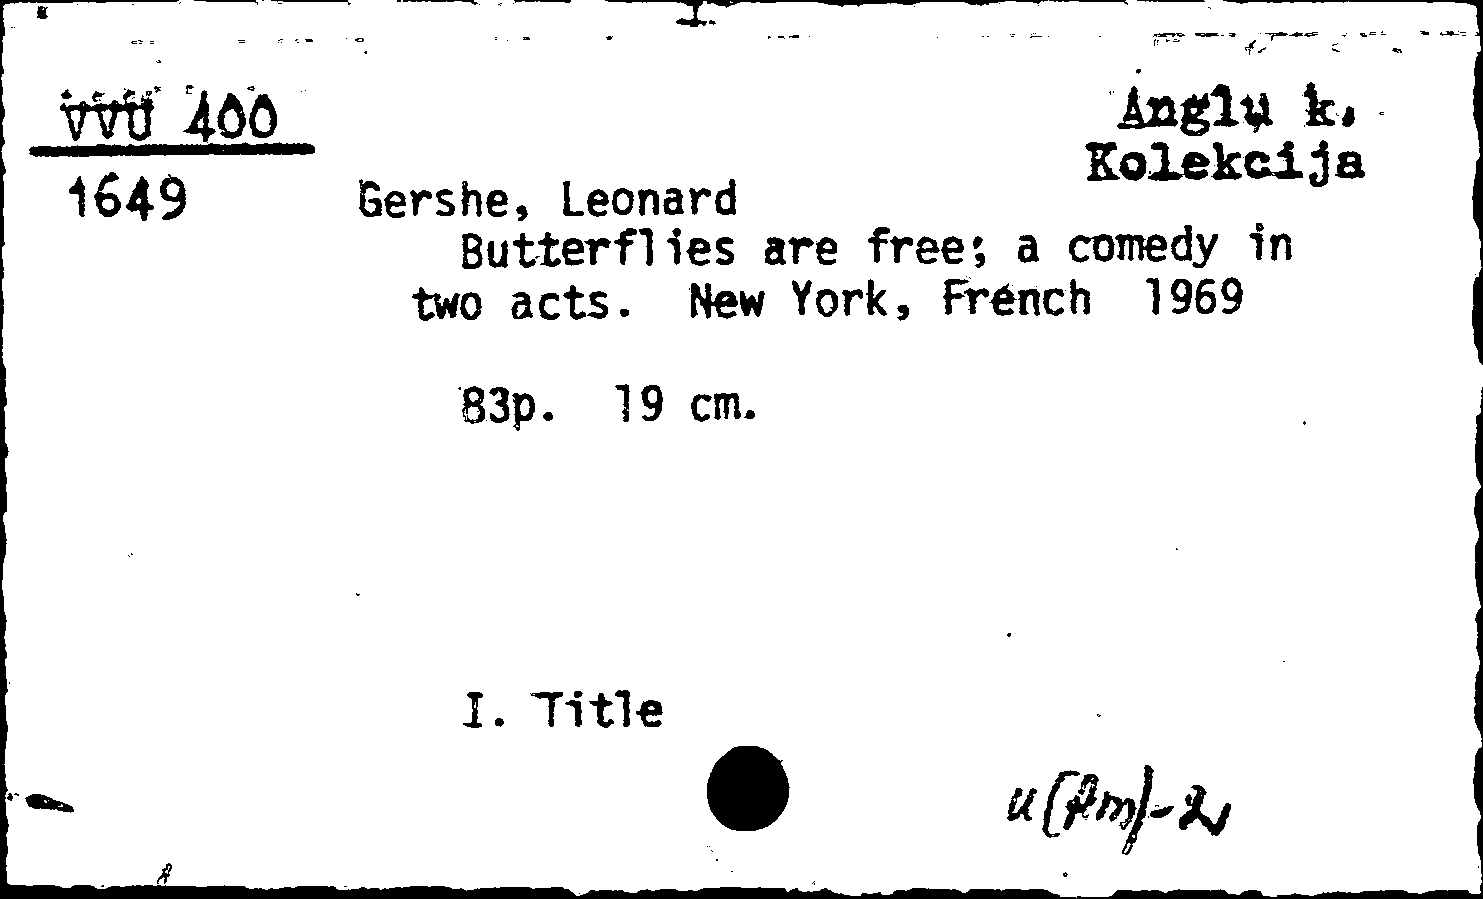 VVU 400
1649
Anglų k.
Kolekcija
Gershe, Leonard
Butterflies are free; a comedy in
two acts. New York, French 1969
83p. 19 cm.
I. Title
8